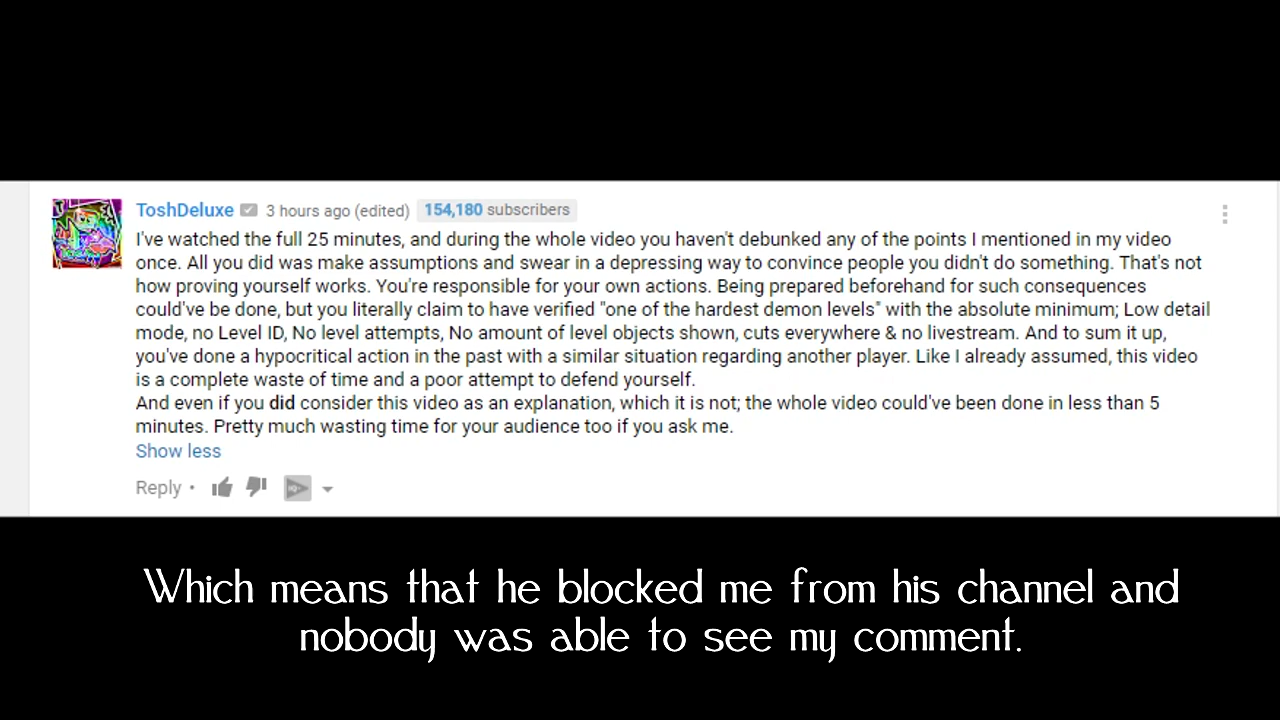 ToshDeluxe 3 hours ago (edited) 154,180 subscribers
I've watched the full 25 minutes, and during the whole video you haven't debunked any of the points I mentioned in my video
once. All you did was make assumptions and swear in a depressing way to convince people you didn't do something. That's not
how proving yourself works. You're responsible for your own actions. Being prepared beforehand for such consequences
could've be done, but you literally claim to have verified "one of the hardest demon levels" with the absolute minimum; Low detail
mode, no Level ID, No level attempts, No amount of level objects shown, cuts everywhere & no livestream. And to sum it up,
you've done a hypocritical action in the past with a similar situation regarding another player. Like I already assumed, this video
is a complete waste of time and a poor attempt to defend yourself.
And even if you did consider this video as an explanation, which it is not; the whole video could've been done in less than 5
minutes. Pretty much wasting time for your audience too if you ask me.
Show less
Reply •
Which means that he blocked me from his channel and
nobody was able to see my comment.